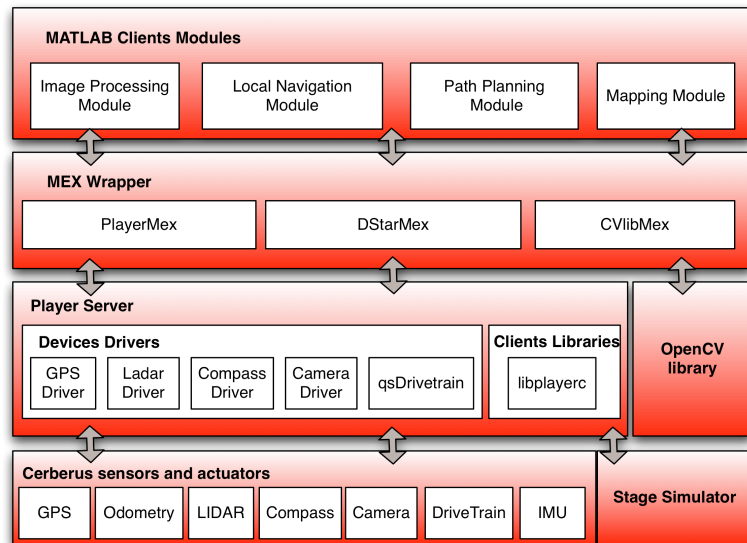 MATLAB Clients Modules
Image Processing
Module
Local Navigation
Module
Path Planning
Module
Mapping Module
MEX Wrapper
PlayerMex
DStarMex
CVlibMex
Player Server
Devices Drivers
GPS
Driver
Ladar
Driver
Compass
Driver
Camera
Driver
qsDrivetrain
Clients Libraries
libplayerc
OpenCV
library
Cerberus sensors and actuators
GPS
Odometry
LIDAR
Compass
Camera
DriveTrain
IMU
Stage Simulator